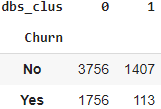 dbs_clus 0 1
Churn
No 3756 1407
Yes 1756 113